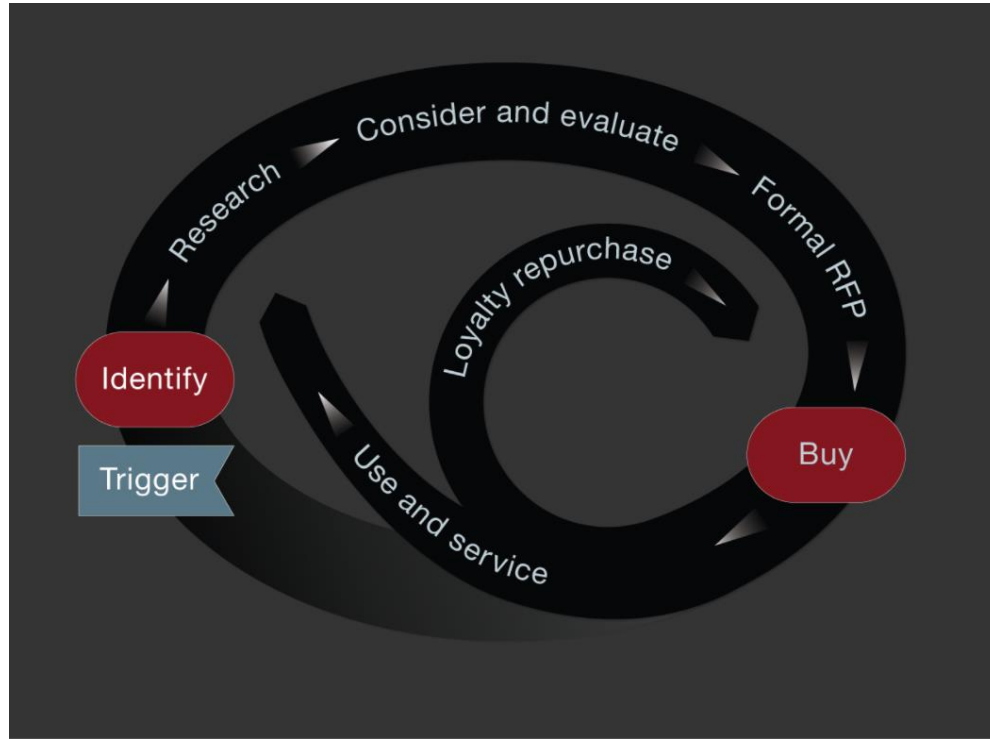 Consider and evaluate
Research
Formal RFP
Loyalty repurchase
Identify
Buy
Trigger
Use and service